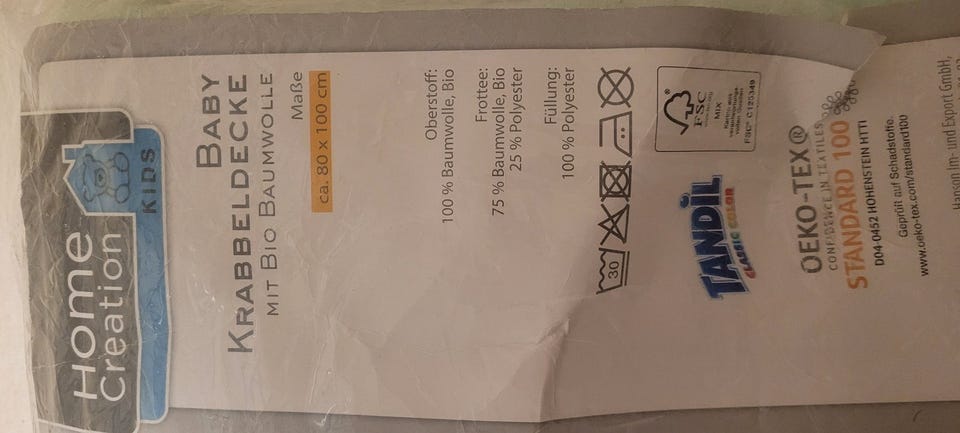 Home
Creation
KIDS
BABY
KRABBELDECKE
MIT BIO BAUMWOLLE
Maße
ca. 80 x 100 cm
Oberstoff:
100 % Baumwolle, Bio
Frottee:
75 % Baumwolle, Bio
25 % Polyester
Füllung:
100 % Polyester
30
FSC
MIX
FSC® C120349
TANDIL
CLASSIC COLOR
OEKO-TEX®
CONFIDENCE IN TEXTILES
STANDARD 100
D04-0452 HOHENSTEIN HTTI
Geprüft auf Schadstoffe.
www.oeko-tex.com/standard100
Hanson Im- und Export GmbH,